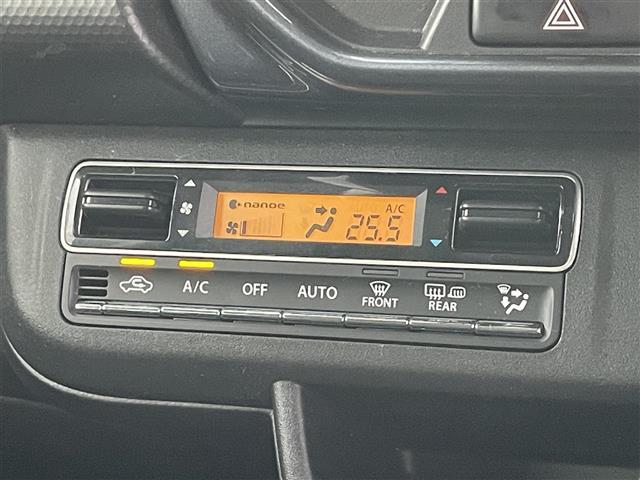 nanoe
A/C
25.5
A/C OFF AUTO FRONT REAR